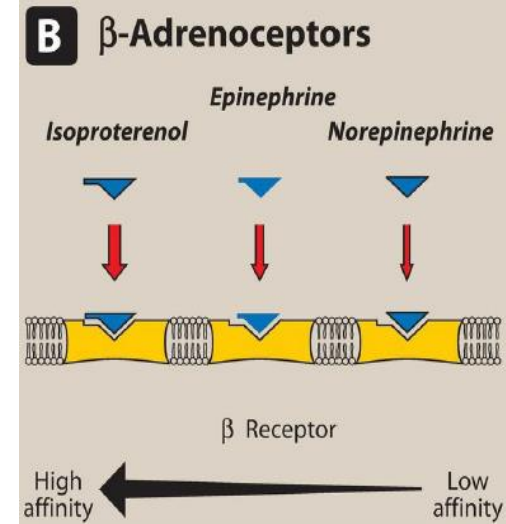 B β-Adrenoceptors
Epinephrine
Isoproterenol
Norepinephrine
β Receptor
High affinity
Low affinity